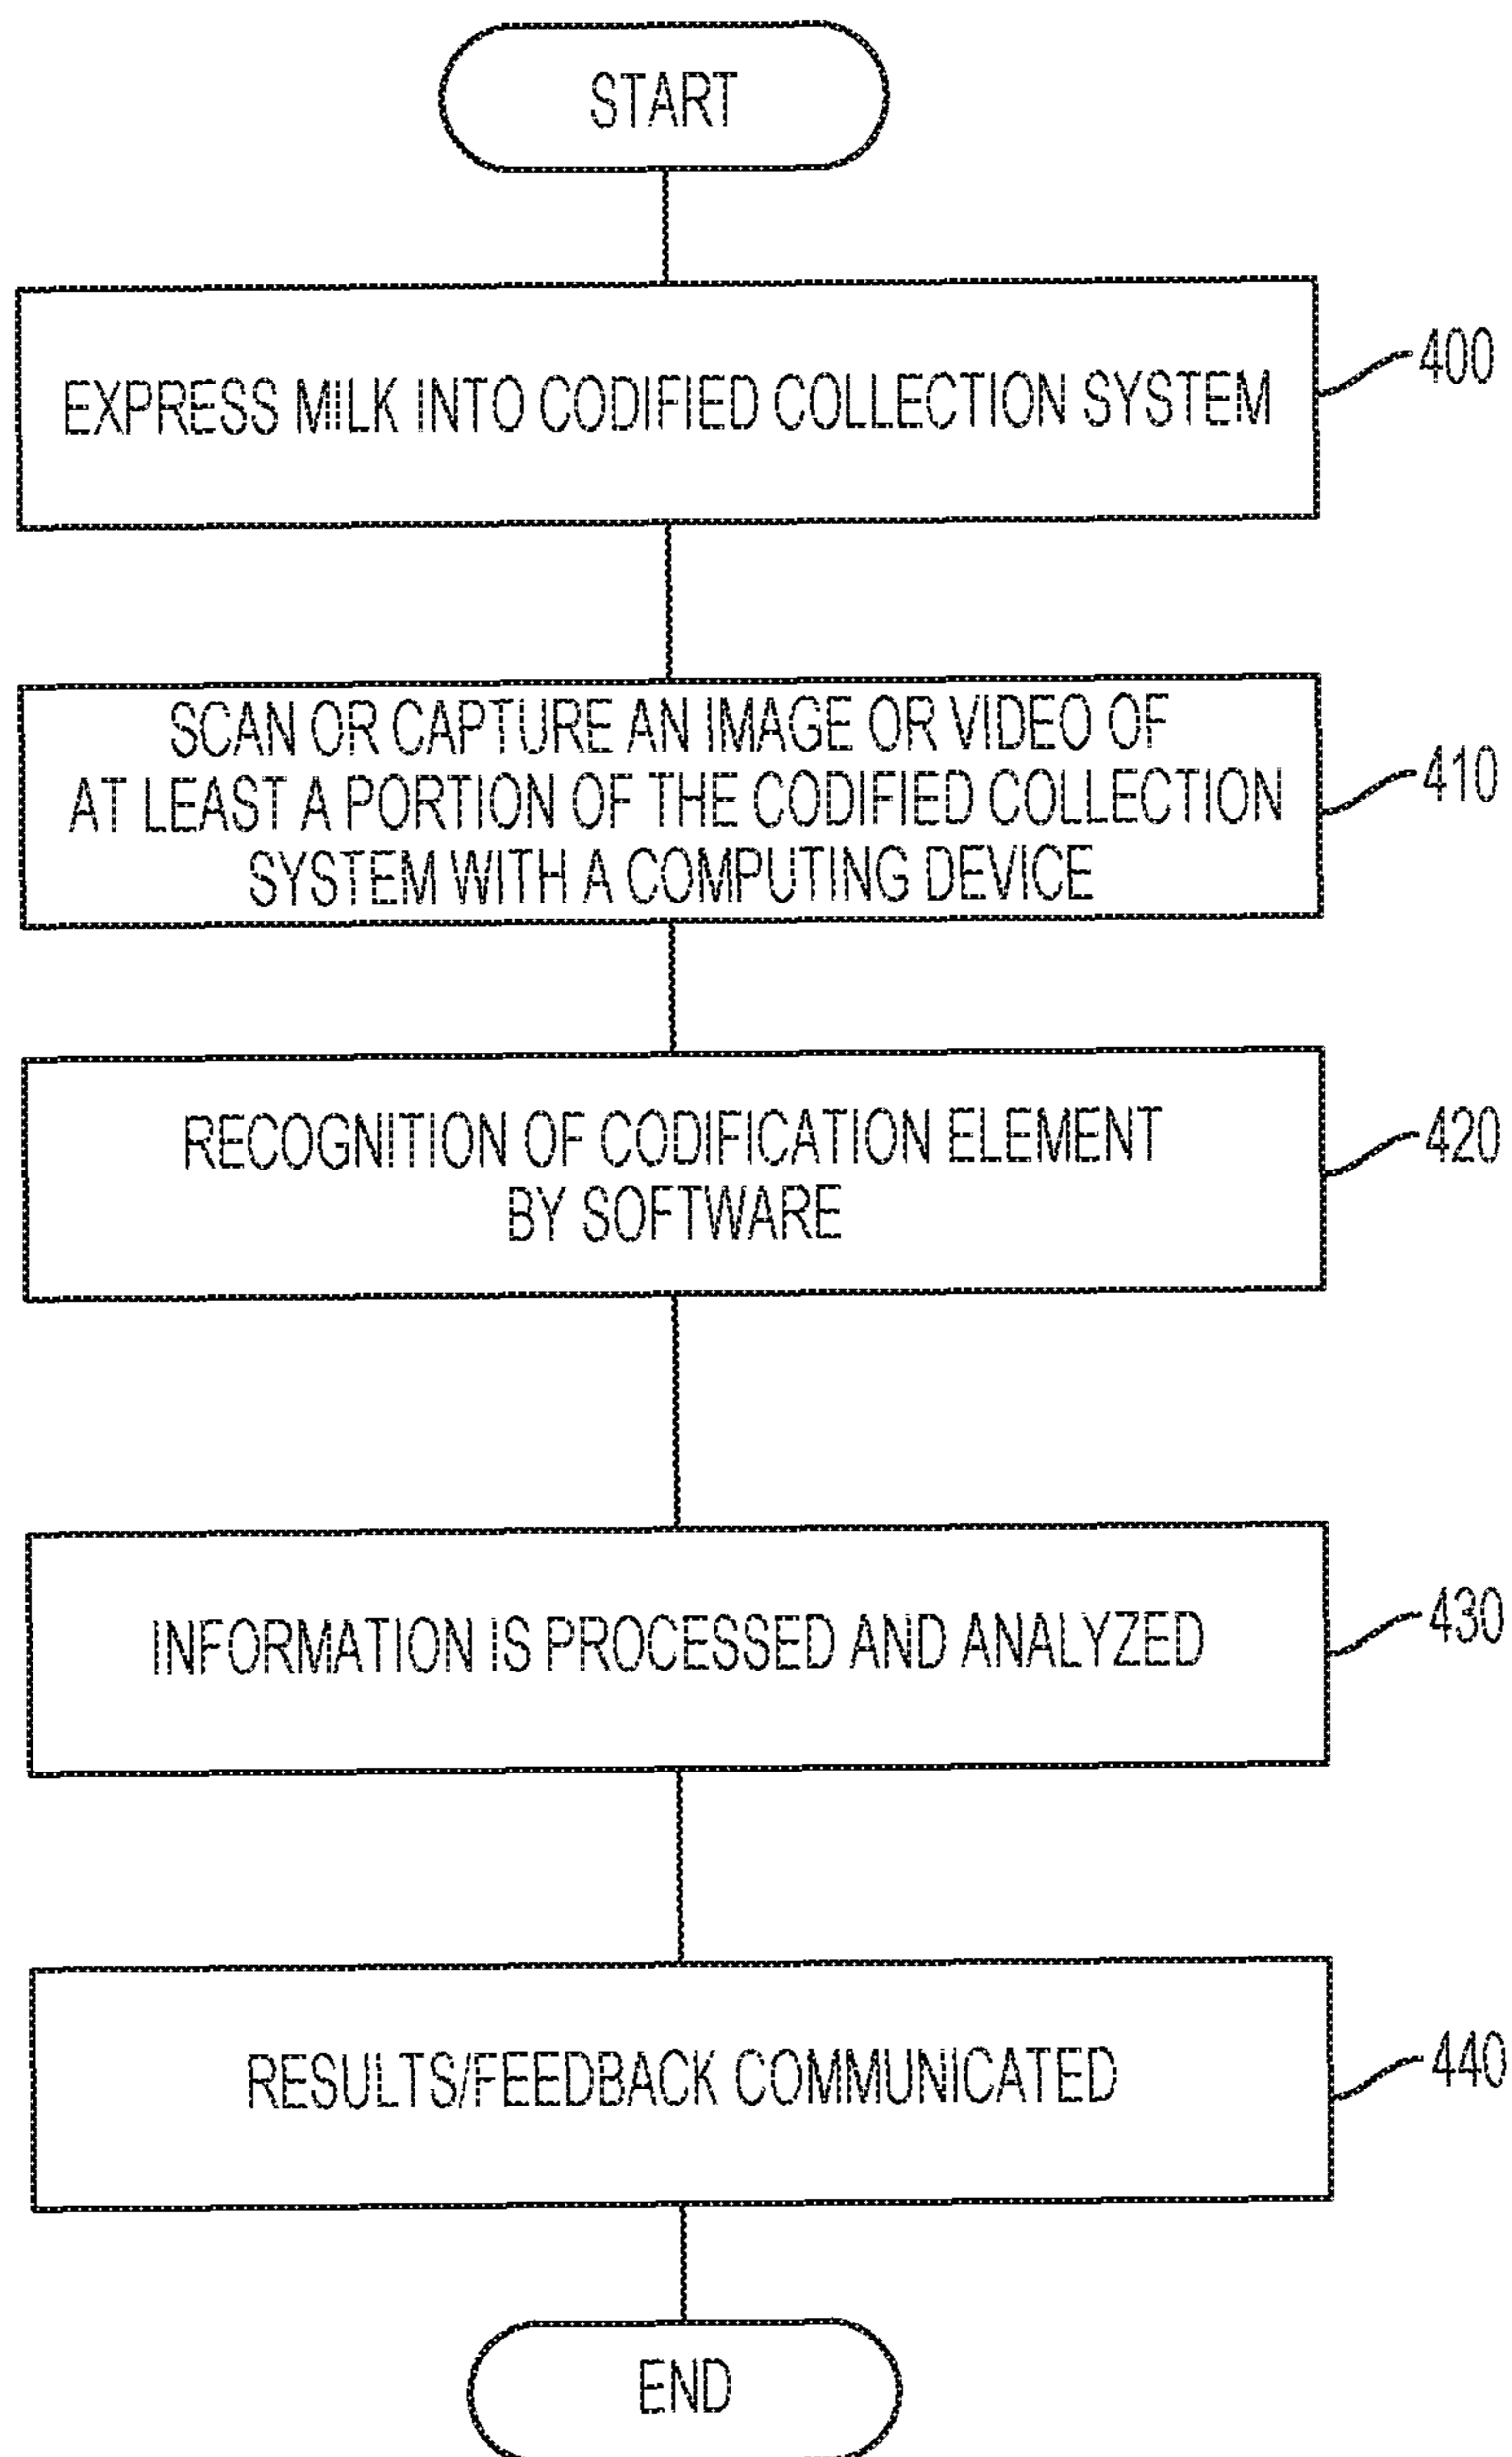 START
EXPRESS MILK INTO CODIFIED COLLECTION SYSTEM
400
SCAN OR CAPTURE AN IMAGE OR VIDEO OF
AT LEAST A PORTION OF THE CODIFIED COLLECTION
SYSTEM WITH A COMPUTING DEVICE
410
RECOGNITION OF CODIFICATION ELEMENT
BY SOFTWARE
420
INFORMATION IS PROCESSED AND ANALYZED
430
RESULTS/FEEDBACK COMMUNICATED
440
END